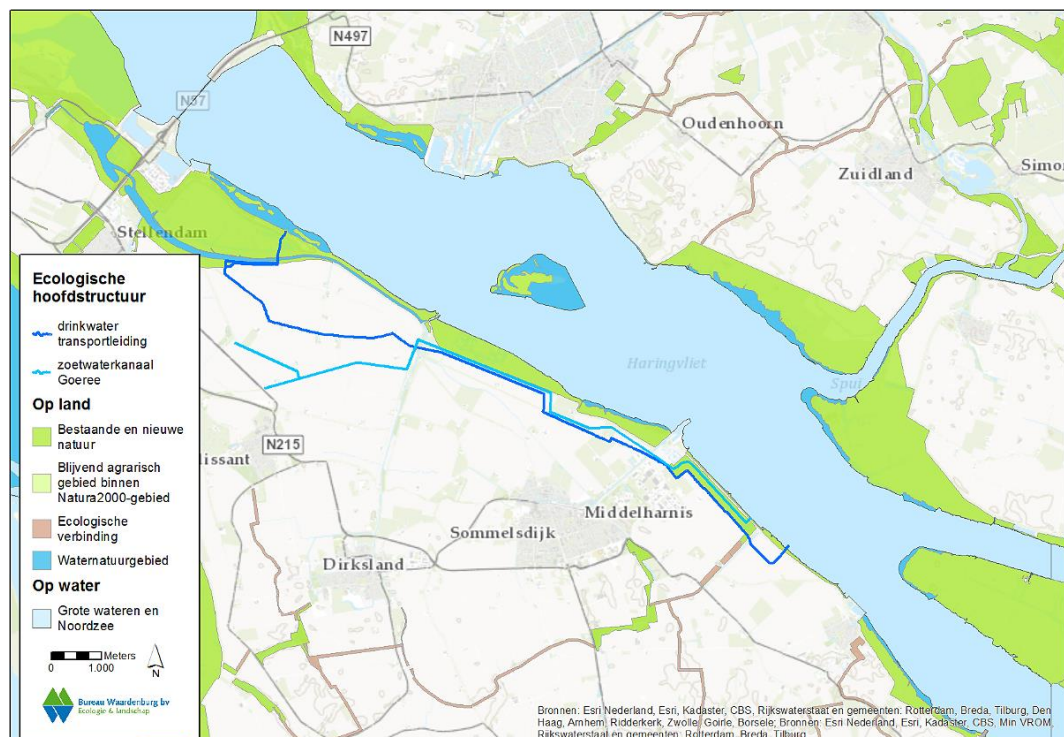 N497
N57
Oudenhoorn
Zuidland
Stellendam
Haringvliet
Spui
N215
Middelharnis
Sommelsdijk
Dirksland
Ecologische
hoofdstructuur
drinkwater
transportleiding
zoetwaterkanaal
Goeree
Op land
Bestaande en nieuwe
natuur
Blijvend agrarisch
gebied binnen
Natura2000-gebied
Ecologische
verbinding
Waternatuurgebied
Op water
Grote wateren en
Noordzee
Meters
0 1.000
N
Bureau Waardenburg bv
Ecologie & landschap
Bronnen: Esri Nederland, Esri, Kadaster, CBS, Rijkswaterstaat en gemeenten: Rotterdam, Breda, Tilburg, Den
Haag, Arnhem, Ridderkerk, Zwolle, Goirle, Borsele; Bronnen: Esri Nederland, Esri, Kadaster, CBS, Min VROM,
Rijkswaterstaat en gemeenten: Rotterdam, Breda, Tilburg